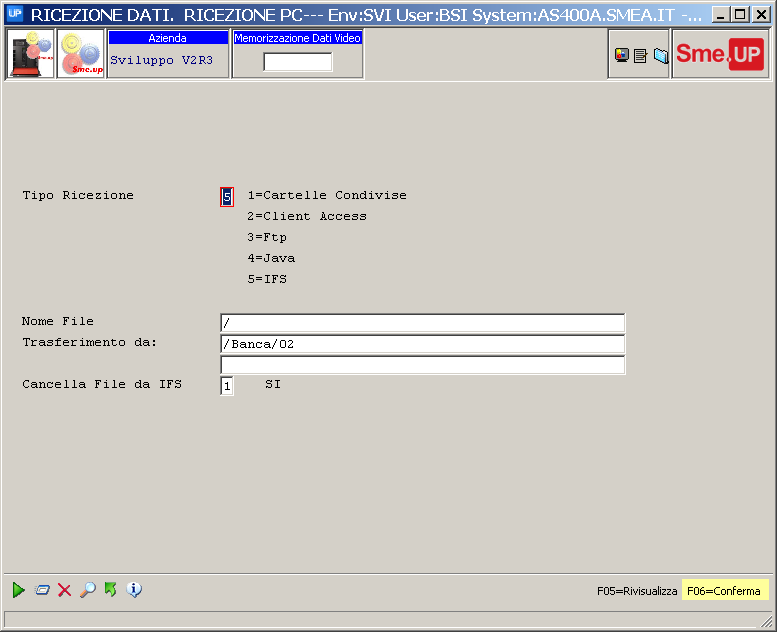 UP RICEZIONE DATI. RICEZIONE PC--- Env:SVI User:BSI System:AS400A.SMEA.IT -...
Sme.up
Azienda
Sviluppo V2R3
Memorizzazione Dati Video
Sme.UP
Tipo Ricezione 5 1=Cartelle Condivise
2=Client Access
3=Ftp
4=Java
5=IFS
Nome File /
Trasferimento da: /Banca/O2
Cancella File da IFS 1 SI
F05=Rivisualizza F06=Conferma